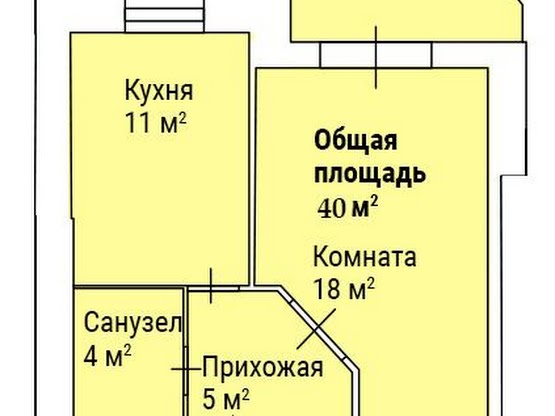 Кухня
11 м²
Общая
площадь
40 м²
Комната
18 м²
Санузел
4 м²
Прихожая
5 м²